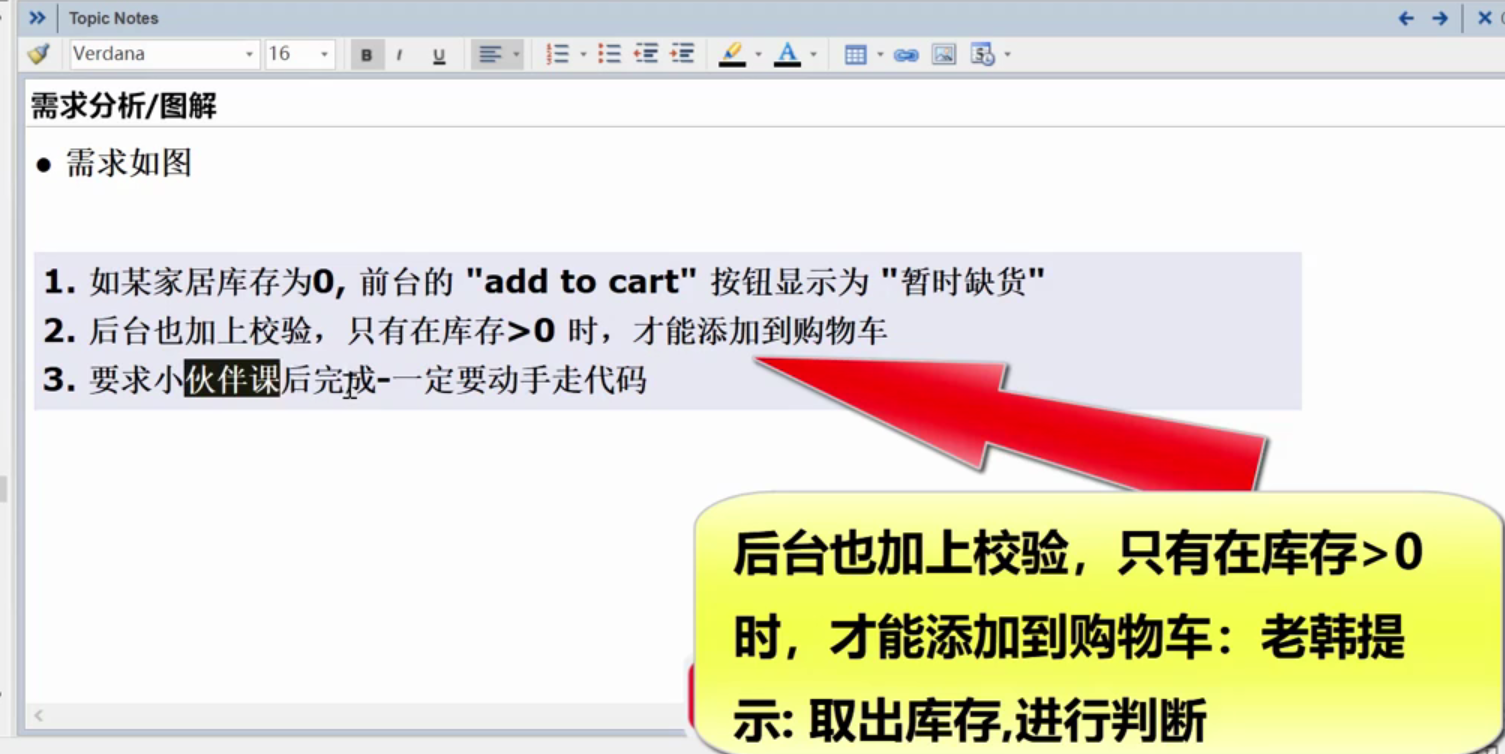 Topic Notes
Verdana 16 B I U A
需求分析/图解
● 需求如图
1. 如某家居库存为0, 前台的 "add to cart" 按钮显示为 "暂时缺货"
2. 后台也加上校验，只有在库存>0 时，才能添加到购物车
3. 要求小伙伴课后完成-一定要动手走代码
后台也加上校验，只有在库存>0
时，才能添加到购物车：老韩提
示: 取出库存,进行判断